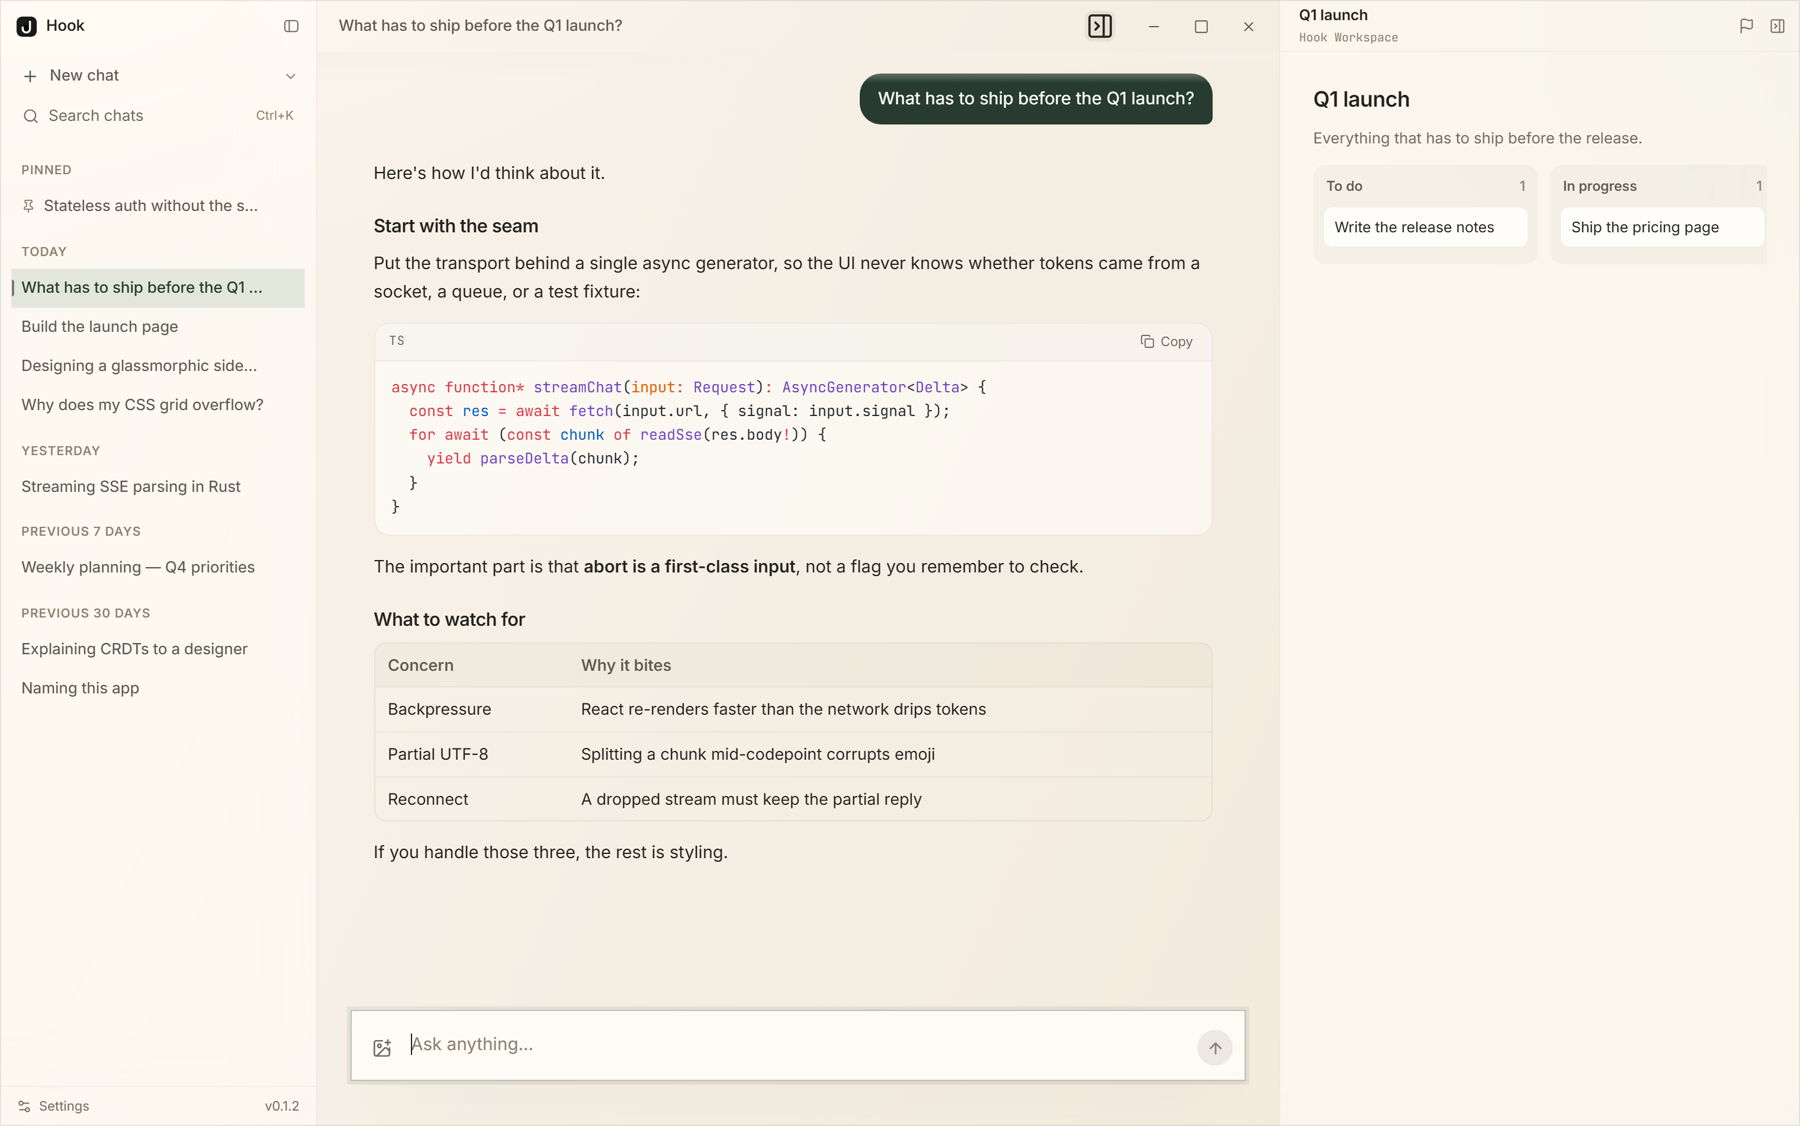 Hook
New chat
Search chats
Ctrl+K
PINNED
Stateless auth without the s...
TODAY
What has to ship before the Q1 ...
Build the launch page
Designing a glassmorphic side...
Why does my CSS grid overflow?
YESTERDAY
Streaming SSE parsing in Rust
PREVIOUS 7 DAYS
Weekly planning — Q4 priorities
PREVIOUS 30 DAYS
Explaining CRDTs to a designer
Naming this app
Settings
v0.1.2
What has to ship before the Q1 launch?
What has to ship before the Q1 launch?
Here's how I'd think about it.
Start with the seam
Put the transport behind a single async generator, so the UI never knows whether tokens came from a
socket, a queue, or a test fixture:
TS
Copy
async function* streamChat(input: Request): AsyncGenerator<Delta> {
  const res = await fetch(input.url, { signal: input.signal });
  for await (const chunk of readSse(res.body!)) {
    yield parseDelta(chunk);
  }
}
The important part is that abort is a first-class input, not a flag you remember to check.
What to watch for
Concern
Why it bites
Backpressure
React re-renders faster than the network drips tokens
Partial UTF-8
Splitting a chunk mid-codepoint corrupts emoji
Reconnect
A dropped stream must keep the partial reply
If you handle those three, the rest is styling.
Ask anything...
Q1 launch
Hook Workspace
Q1 launch
Everything that has to ship before the release.
To do
1
Write the release notes
In progress
1
Ship the pricing page